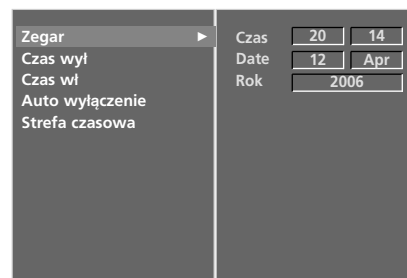 Zegar ►
Czas wył
Czas wł
Auto wyłączenie
Strefa czasowa
Czas 20 14
Date 12 Apr
Rok 2006